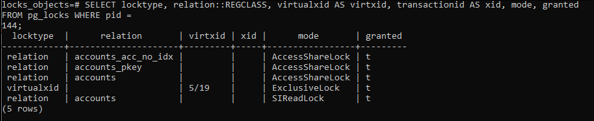 locks_objects=# SELECT locktype, relation::REGCLASS, virtualxid AS virtxid, transactionid AS xid, mode, granted
FROM pg_locks WHERE pid =
144;
  locktype  |      relation       | virtxid | xid |      mode       | granted
------------+---------------------+---------+-----+-----------------+---------
 relation   | accounts_acc_no_idx |         |     | AccessShareLock | t
 relation   | accounts_pkey       |         |     | AccessShareLock | t
 relation   | accounts            |         |     | AccessShareLock | t
 virtualxid |                     | 5/19    |     | ExclusiveLock   | t
 relation   | accounts            |         |     | SIReadLock      | t
(5 rows)